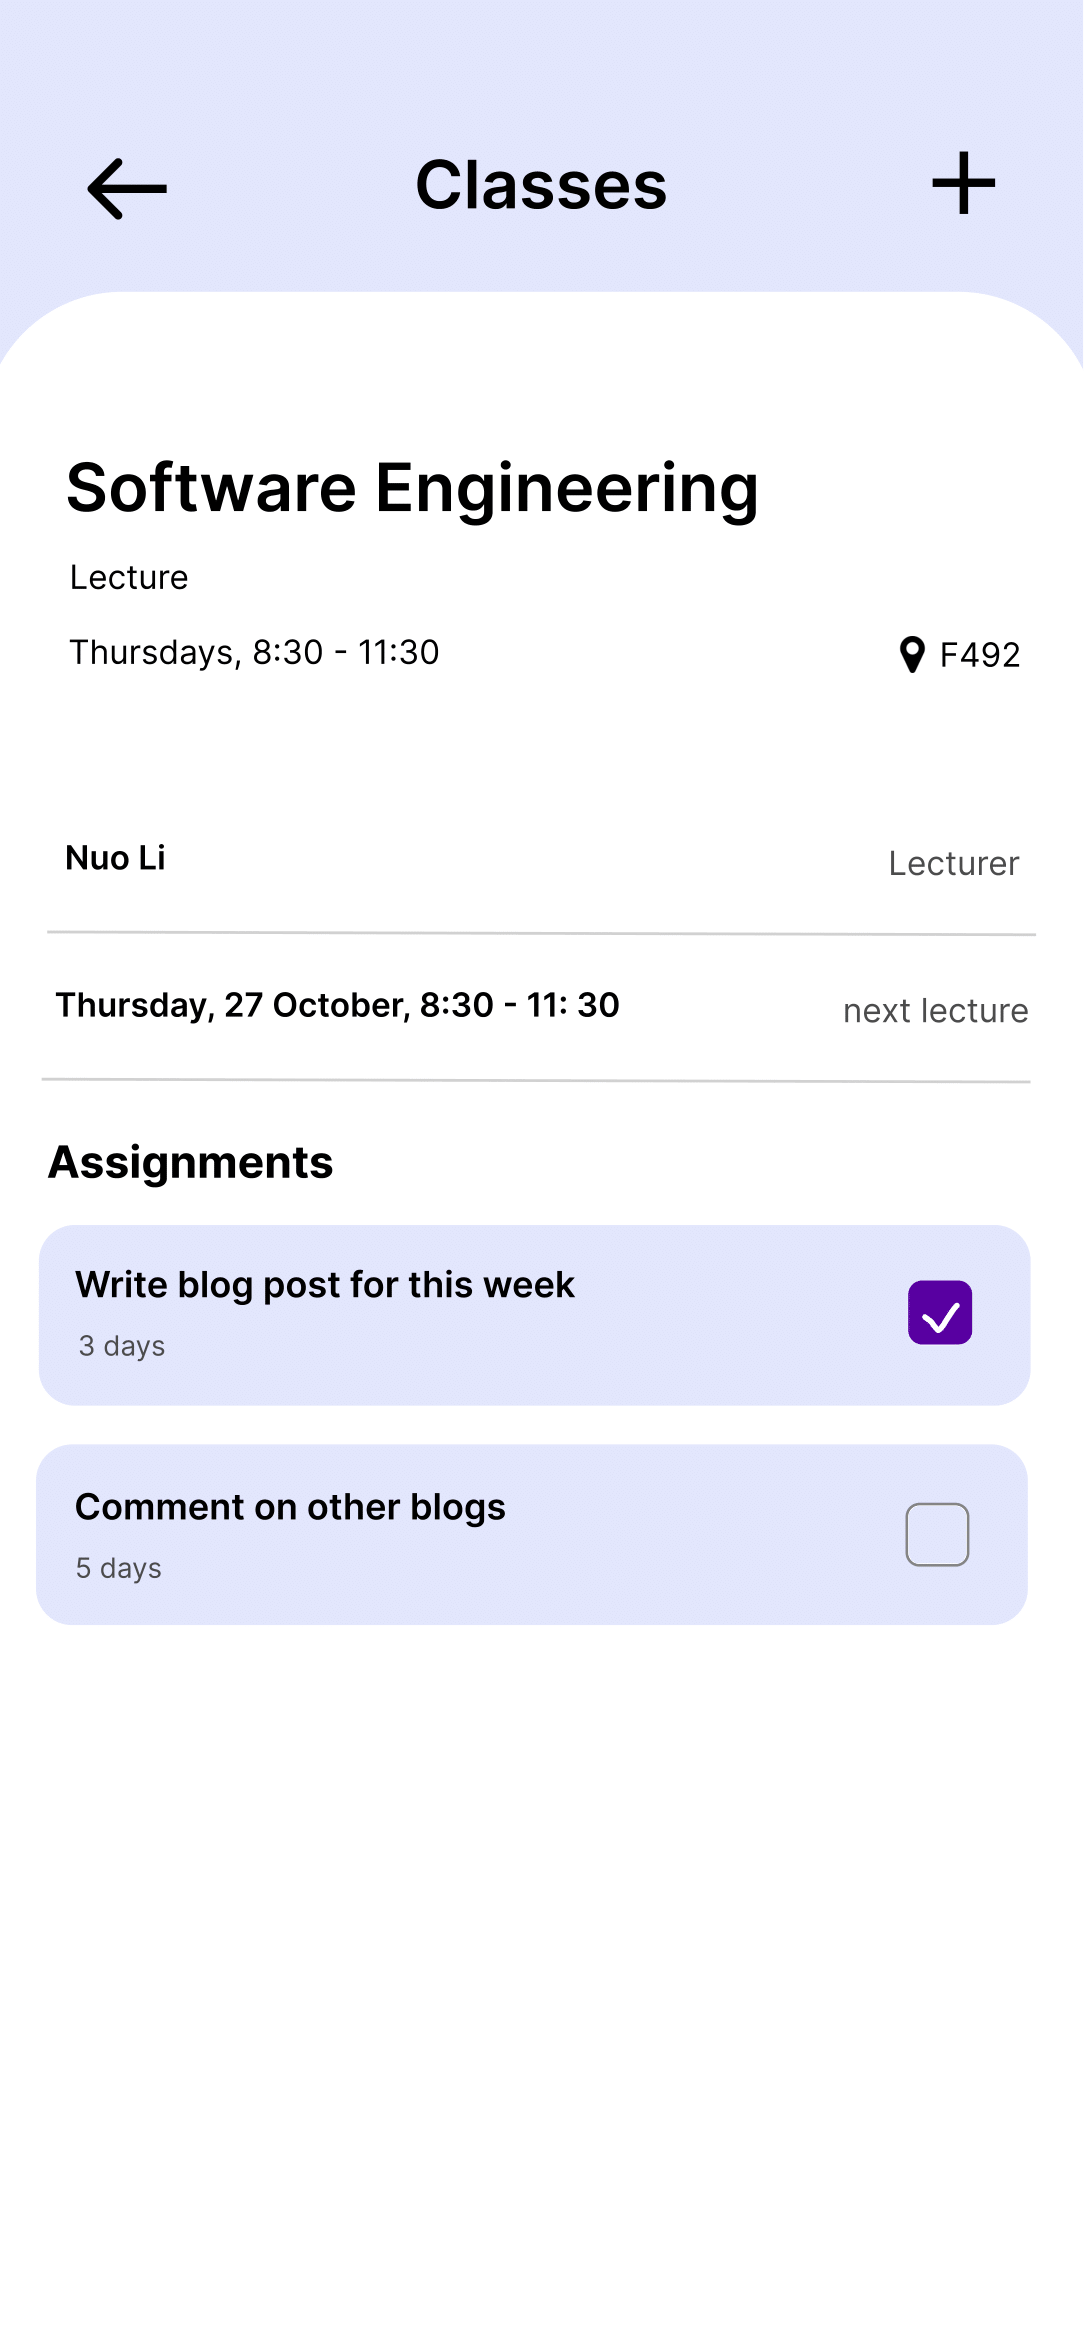 Classes
Software Engineering
Lecture
Thursdays, 8:30 - 11:30
F492
Nuo Li
Lecturer
Thursday, 27 October, 8:30 - 11: 30
next lecture
Assignments
Write blog post for this week
3 days
Comment on other blogs
5 days